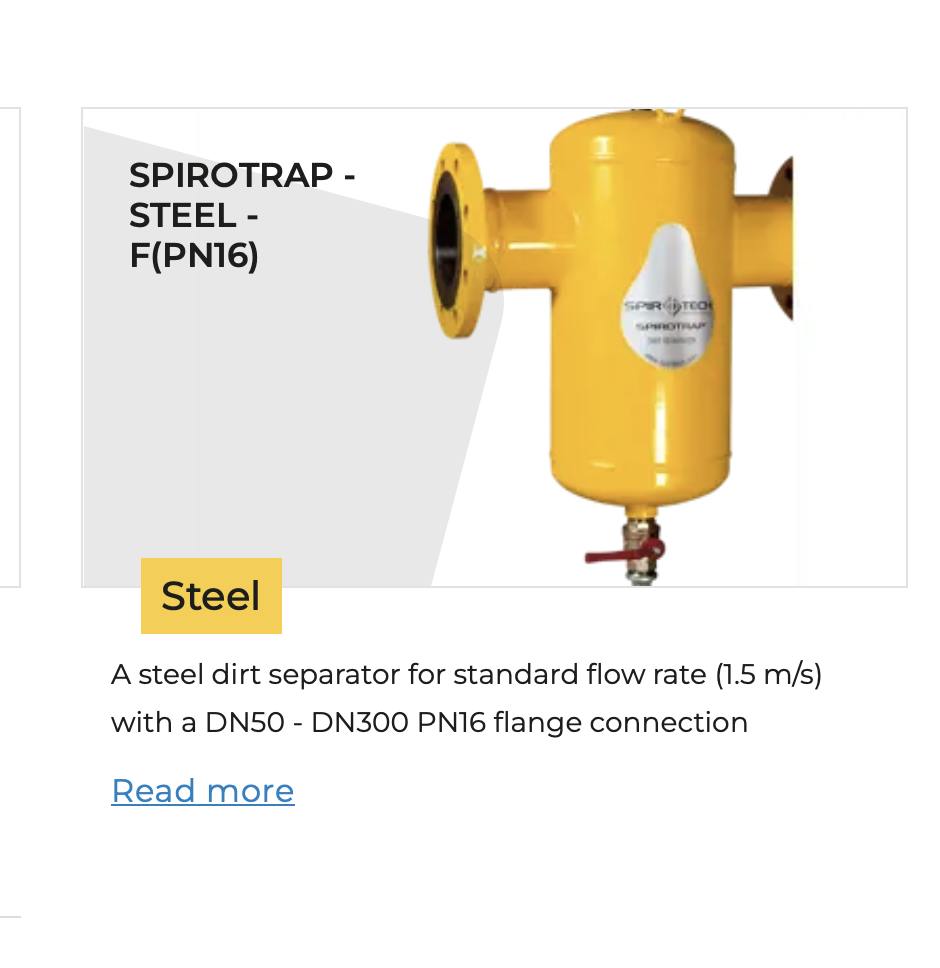 SPIROTRAP -
STEEL -
F(PN16)
SPIROTECH
SPIROTRAP
Steel
A steel dirt separator for standard flow rate (1.5 m/s)
with a DN50 - DN300 PN16 flange connection
Read more